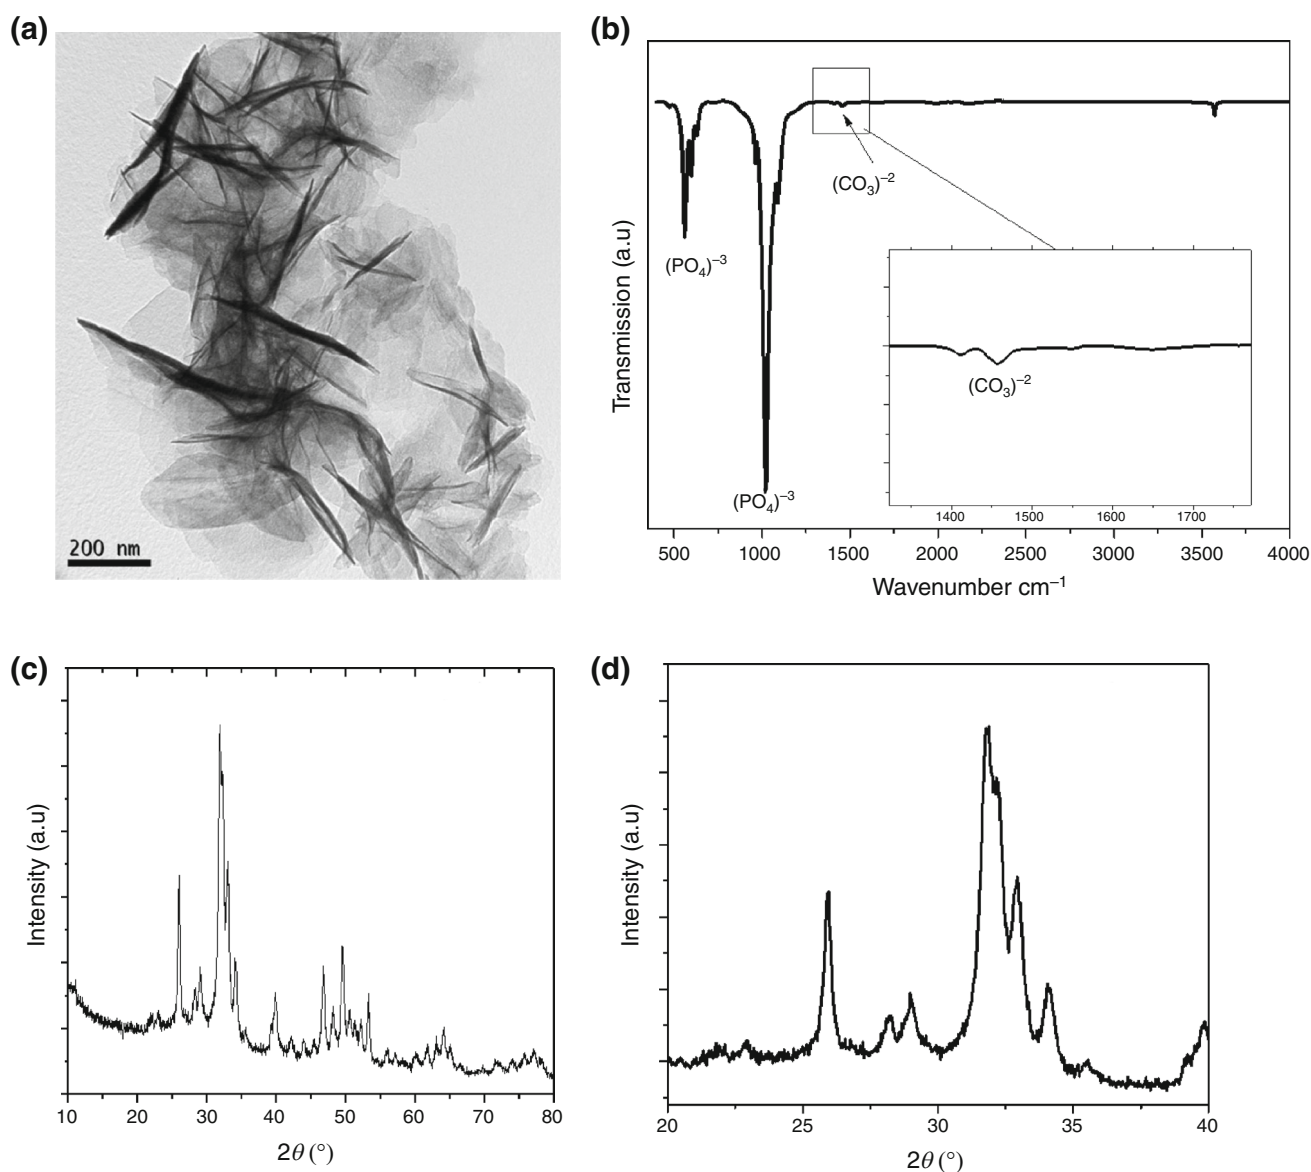 (a)
200 nm
(b)
Transmission (a.u)
(PO₄)⁻³
(PO₄)⁻³
(CO₃)⁻²
(CO₃)⁻²
1400 1500 1600 1700
500 1000 1500 2000 2500 3000 3500 4000
Wavenumber cm⁻¹
(c)
Intensity (a.u)
10 20 30 40 50 60 70 80
2θ (°)
(d)
Intensity (a.u)
20 25 30 35 40
2θ (°)